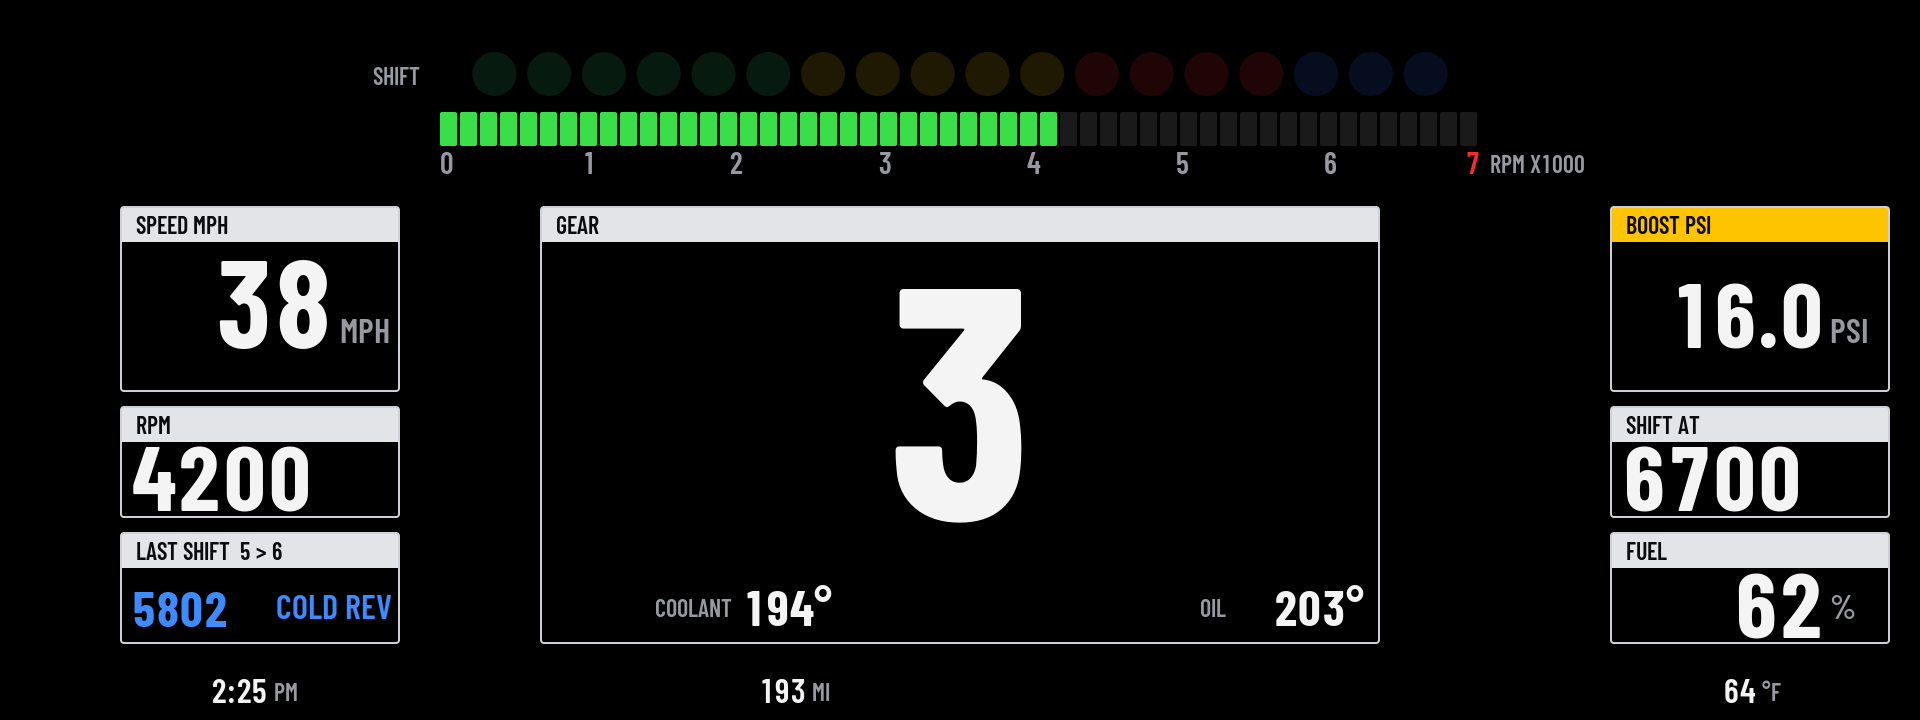 SHIFT
0 1 2 3 4 5 6 7 RPM X1000
SPEED MPH
38 MPH
RPM
4200
LAST SHIFT 5 > 6
5802 COLD REV
GEAR
3
COOLANT 194° OIL 203°
BOOST PSI
16.0 PSI
SHIFT AT
6700
FUEL
62 %
2:25 PM
193 MI
64 °F